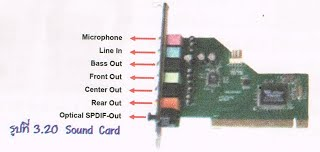 Microphone
Line In
Bass Out
Front Out
Center Out
Rear Out
Optical SPDIF-Out
รูปที่ 3.20 Sound Card